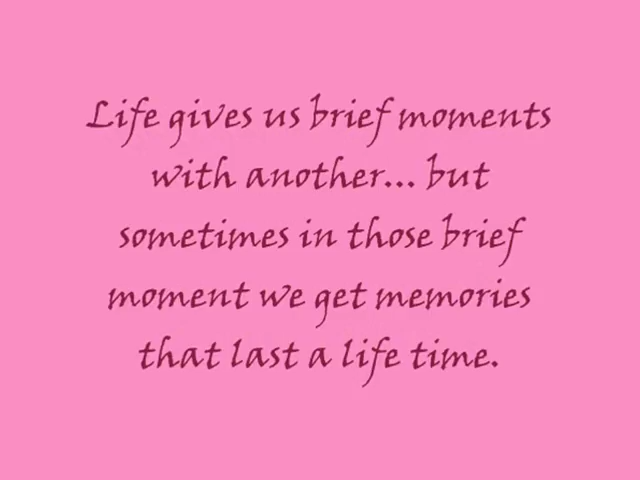 Life gives us brief moments
with another... but
sometimes in those brief
moment we get memories
that last a life time.